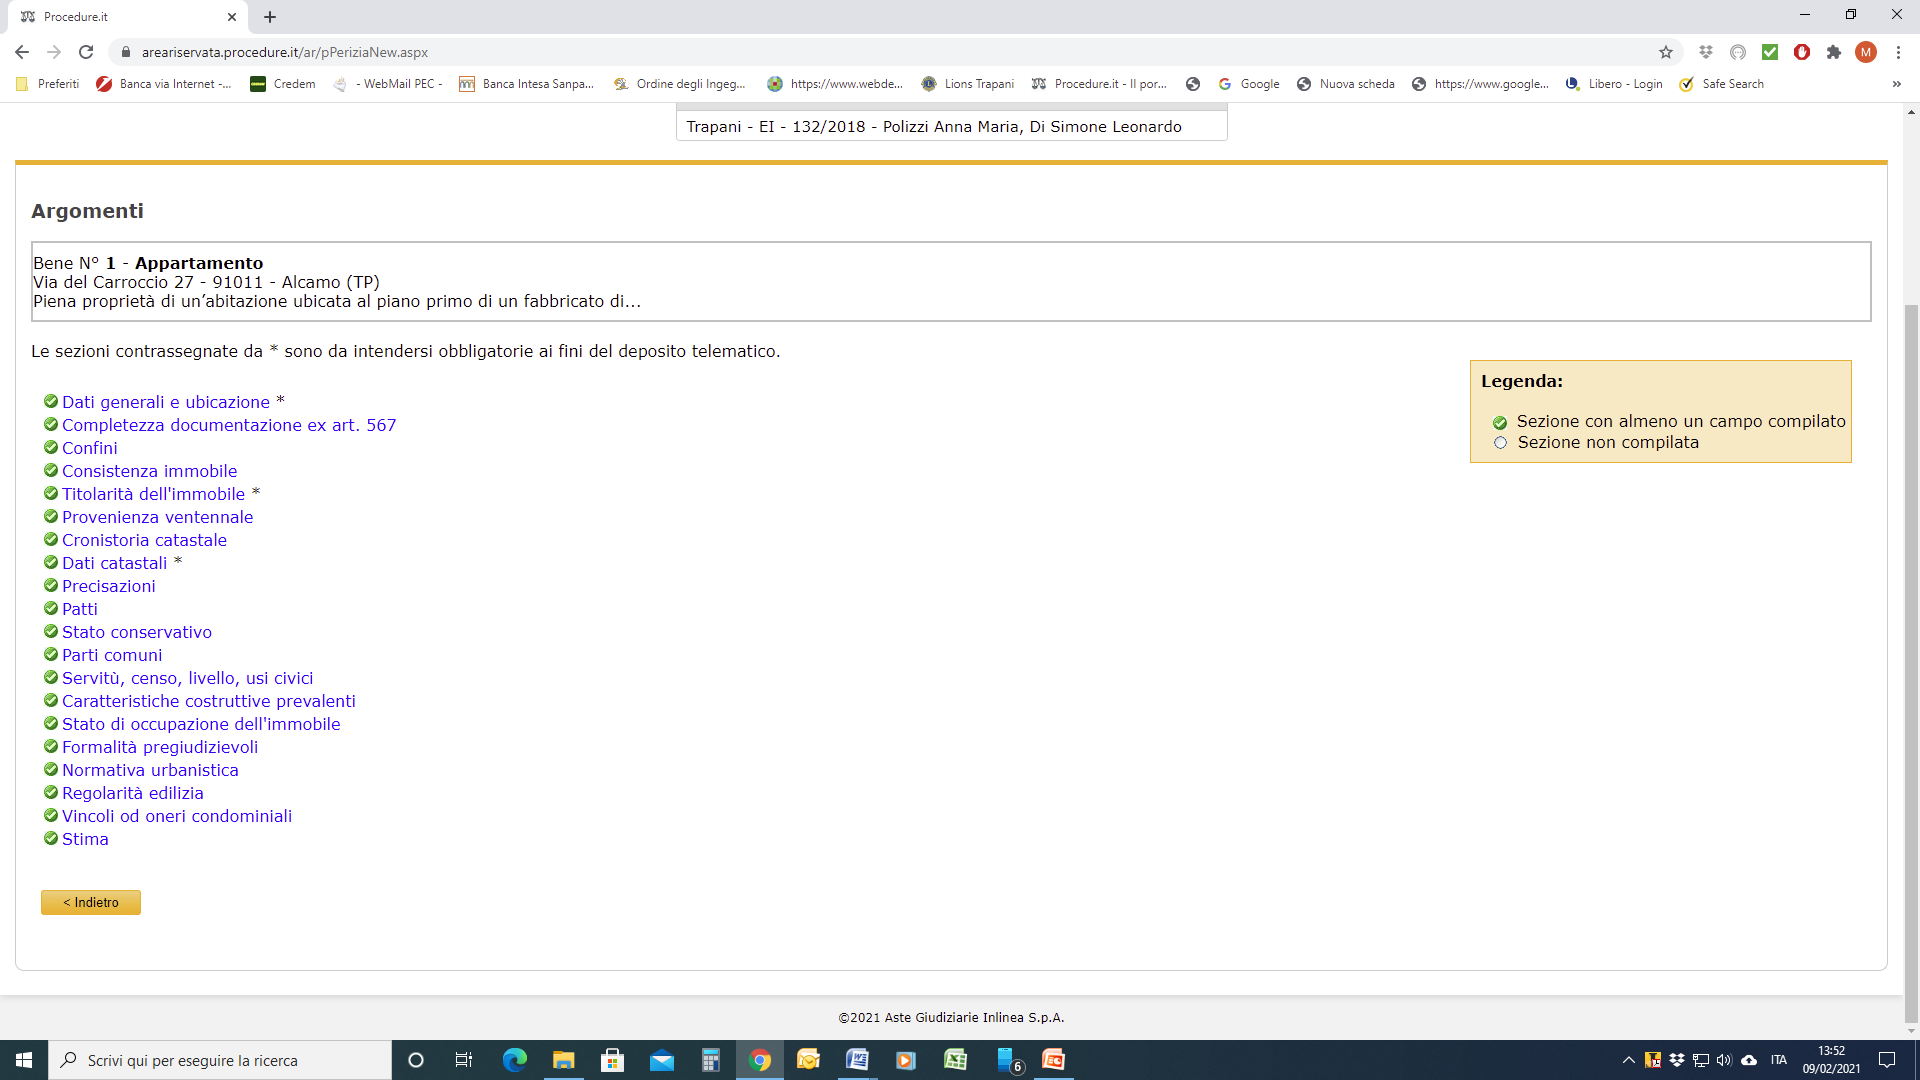 Procedure.it
areariservata.procedure.it/ar/pPeriziaNew.aspx
M
Preferiti
Banca via Internet -...
Credem
- WebMail PEC -
Banca Intesa Sanpa...
Ordine degli Ingeg...
https://www.webde...
Lions Trapani
Procedure.it - Il por...
Google
Nuova scheda
https://www.google...
Libero - Login
Safe Search
»
Trapani - EI - 132/2018 - Polizzi Anna Maria, Di Simone Leonardo
Argomenti
Bene N° 1 - Appartamento
Via del Carroccio 27 - 91011 - Alcamo (TP)
Piena proprietà di un’abitazione ubicata al piano primo di un fabbricato di...
Le sezioni contrassegnate da * sono da intendersi obbligatorie ai fini del deposito telematico.
Legenda:
Sezione con almeno un campo compilato
Sezione non compilata
Dati generali e ubicazione *
Completezza documentazione ex art. 567
Confini
Consistenza immobile
Titolarità dell'immobile *
Provenienza ventennale
Cronistoria catastale
Dati catastali *
Precisazioni
Patti
Stato conservativo
Parti comuni
Servitù, censo, livello, usi civici
Caratteristiche costruttive prevalenti
Stato di occupazione dell'immobile
Formalità pregiudizievoli
Normativa urbanistica
Regolarità edilizia
Vincoli od oneri condominiali
Stima
< Indietro
©2021 Aste Giudiziarie Inlinea S.p.A.
Scrivi qui per eseguire la ricerca
6
ITA
13:52
09/02/2021